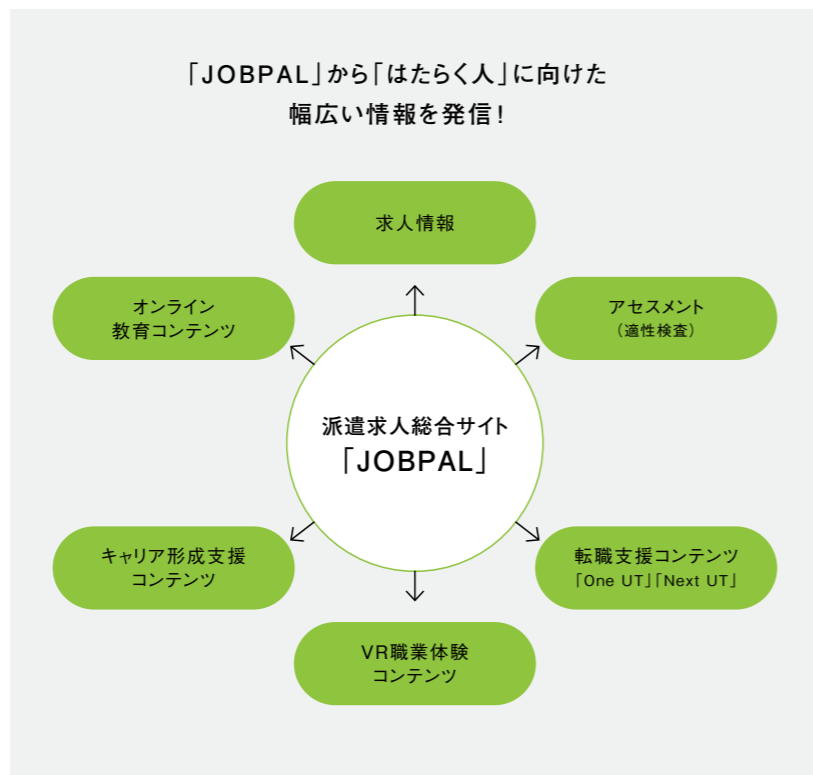 「JOBPAL」から「はたらく人」に向けた
幅広い情報を発信！
求人情報
オンライン
教育コンテンツ
アセスメント
（適性検査）
派遣求人総合サイト
「JOBPAL」
キャリア形成支援
コンテンツ
転職支援コンテンツ
「One UT」「Next UT」
VR職業体験
コンテンツ